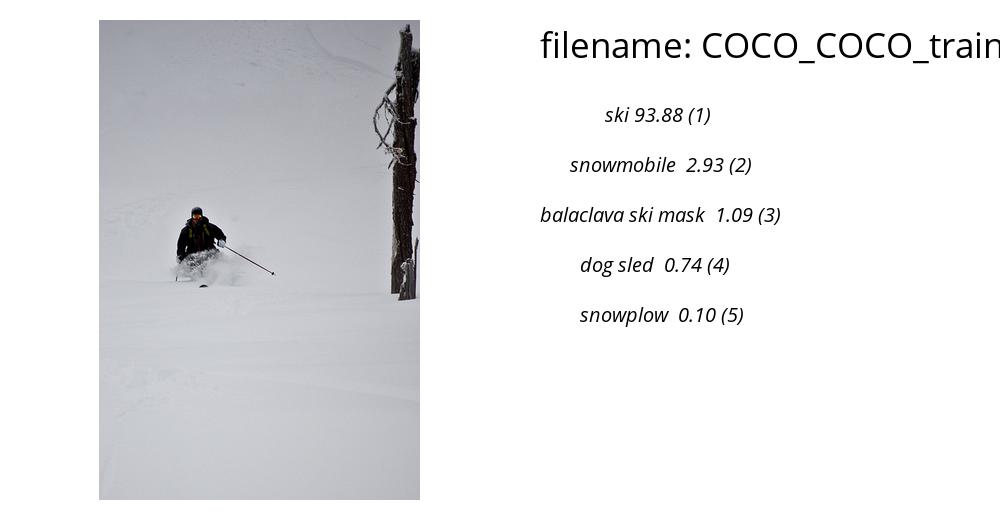 filename: COCO_COCO_train
ski 93.88 (1)
snowmobile 2.93 (2)
balaclava ski mask 1.09 (3)
dog sled 0.74 (4)
snowplow 0.10 (5)